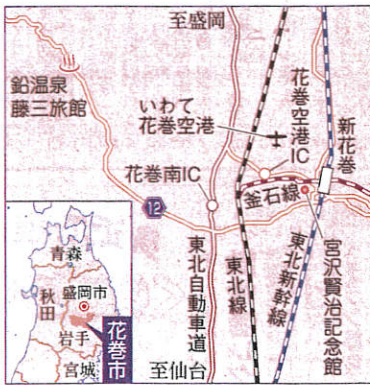 至盛岡
鉛温泉
藤三旅館
いわて
花巻空港
花巻空港IC
新花巻
花巻南IC
釜石線
12
東北自動車道
東北線
東北新幹線
宮沢賢治記念館
至仙台
青森
秋田
盛岡市
岩手
花巻市
宮城